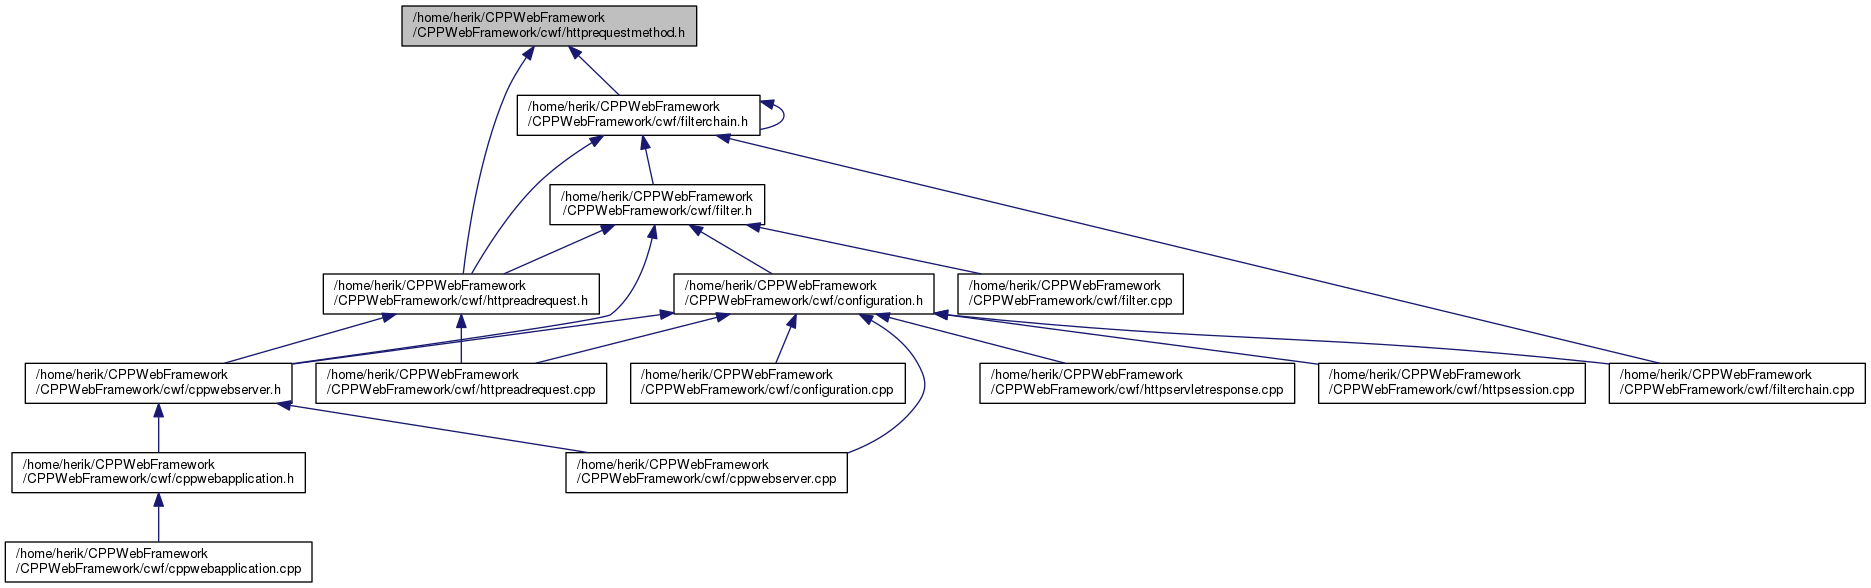 /home/herik/CPPWebFramework
/CPPWebFramework/cwf/httprequestmethod.h
/home/herik/CPPWebFramework
/CPPWebFramework/cwf/filterchain.h
/home/herik/CPPWebFramework
/CPPWebFramework/cwf/filter.h
/home/herik/CPPWebFramework
/CPPWebFramework/cwf/httpreadrequest.h
/home/herik/CPPWebFramework
/CPPWebFramework/cwf/configuration.h
/home/herik/CPPWebFramework
/CPPWebFramework/cwf/filter.cpp
/home/herik/CPPWebFramework
/CPPWebFramework/cwf/cppwebserver.h
/home/herik/CPPWebFramework
/CPPWebFramework/cwf/httpreadrequest.cpp
/home/herik/CPPWebFramework
/CPPWebFramework/cwf/configuration.cpp
/home/herik/CPPWebFramework
/CPPWebFramework/cwf/httpservletresponse.cpp
/home/herik/CPPWebFramework
/CPPWebFramework/cwf/httpsession.cpp
/home/herik/CPPWebFramework
/CPPWebFramework/cwf/filterchain.cpp
/home/herik/CPPWebFramework
/CPPWebFramework/cwf/cppwebapplication.h
/home/herik/CPPWebFramework
/CPPWebFramework/cwf/cppwebserver.cpp
/home/herik/CPPWebFramework
/CPPWebFramework/cwf/cppwebapplication.cpp